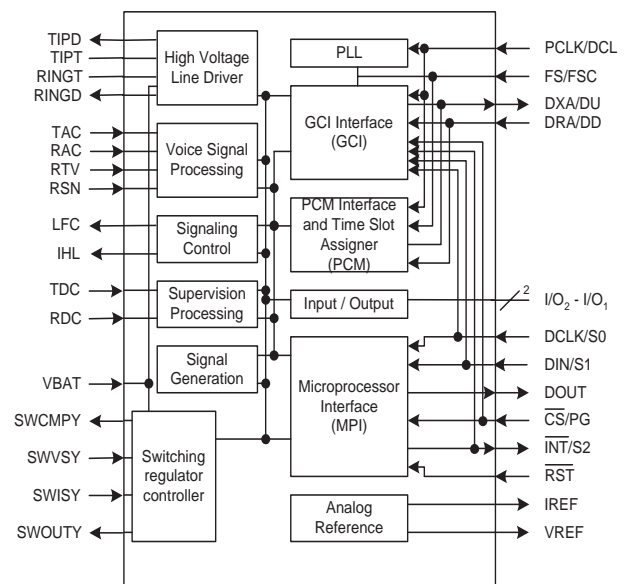 TIPD
TIPT
RINGT
RINGD
TAC
RAC
RTV
RSN
LFC
IHL
TDC
RDC
VBAT
SWCMPY
SWVSY
SWISY
SWOUTY
High Voltage
Line Driver
Voice Signal
Processing
Signaling
Control
Supervision
Processing
Signal
Generation
Switching
regulator
controller
PLL
GCI Interface
(GCI)
PCM Interface
and Time Slot
Assigner
(PCM)
Input / Output
Microprocessor
Interface
(MPI)
Analog
Reference
PCLK/DCL
FS/FSC
DXA/DU
DRA/DD
2
I/O2 - I/O1
DCLK/S0
DIN/S1
DOUT
CS/PG
INT/S2
RST
IREF
VREF